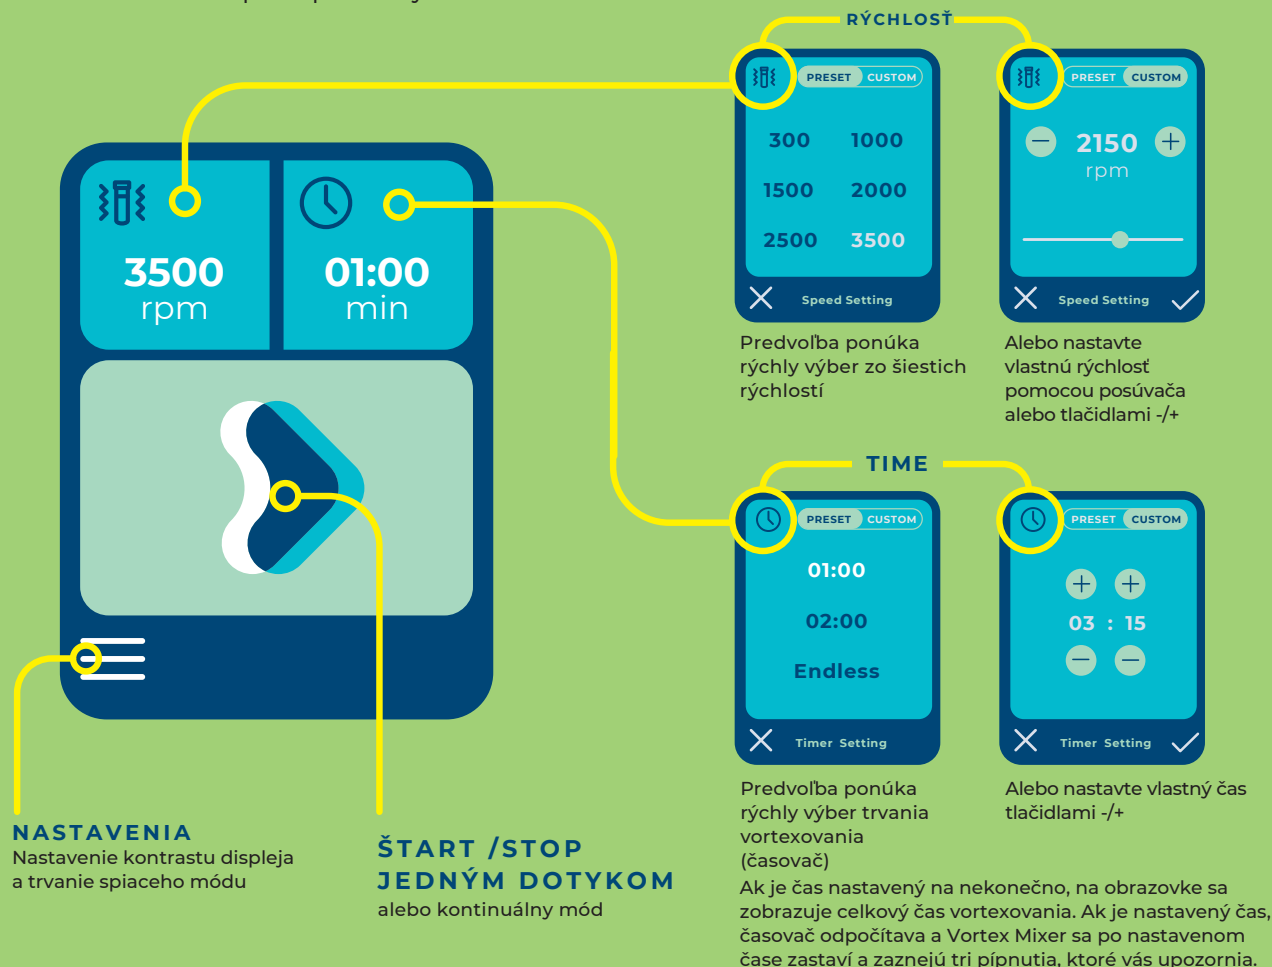 RÝCHLOSŤ
PRESET CUSTOM
300 1000
1500 2000
2500 3500
Speed Setting
PRESET CUSTOM
2150
rpm
Speed Setting
Predvoľba ponúka
rýchly výber zo šiestich
rýchlostí
Alebo nastavte
vlastnú rýchlosť
pomocou posúvača
alebo tlačidlami -/+
3500
rpm
01:00
min
TIME
PRESET CUSTOM
01:00
02:00
Endless
Timer Setting
PRESET CUSTOM
03 : 15
Timer Setting
Predvoľba ponúka
rýchly výber trvania
vortexovania
(časovač)
Alebo nastavte vlastný čas
tlačidlami -/+
NASTAVENIA
Nastavenie kontrastu displeja
a trvanie spiaceho módu
ŠTART /STOP
JEDNÝM DOTYKOM
alebo kontinuálny mód
Ak je čas nastavený na nekonečno, na obrazovke sa
zobrazuje celkový čas vortexovania. Ak je nastavený čas,
časovač odpočítava a Vortex Mixer sa po nastavenom
čase zastaví a zaznejú tri pípnutia, ktoré vás upozornia.